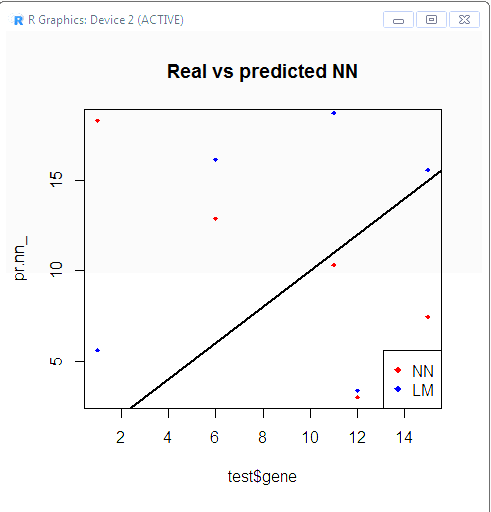 R R Graphics: Device 2 (ACTIVE)
Real vs predicted NN
15
10
5
pr.nn_
NN
LM
2 4 6 8 10 12 14
test$gene